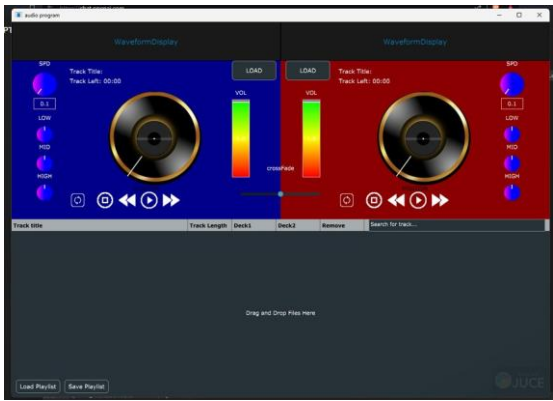 audio program
WaveformDisplay
WaveformDisplay
SPD
Track Title:
Track Left: 00:00
LOAD
LOAD
Track Title:
Track Left: 00:00
SPD
0.1
VOL
VOL
0.1
LOW
LOW
MID
MID
crossFade
HIGH
HIGH
Track title
Track Length
Deck1
Deck2
Remove
Search for track...
Drag and Drop Files Here
Load Playlist
Save Playlist
JUCE